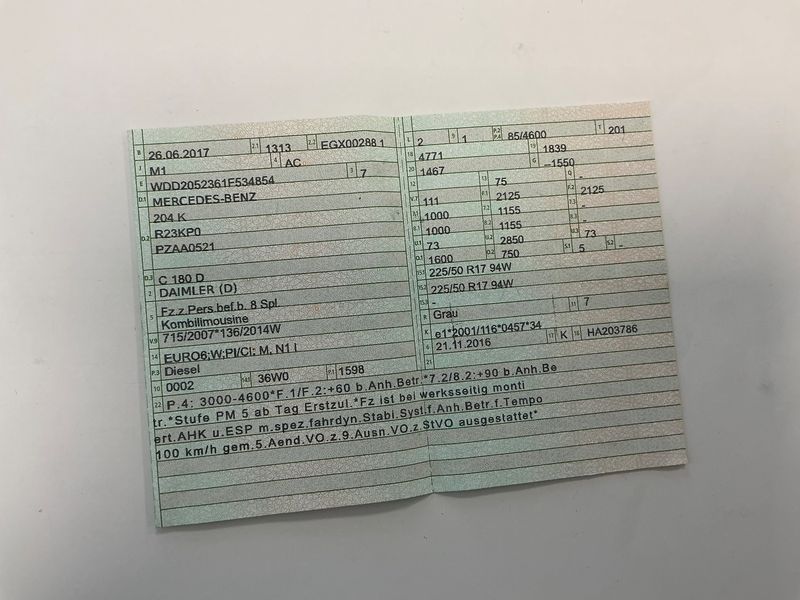 B 26.06.2017 2.1 1313 2.2 EGX00288 1
J M1 4 AC
E WDD2052361F534854 3 7
D.1 MERCEDES-BENZ
204 K
D.2 R23KP0
PZAA0521
D.3 C 180 D
2 DAIMLER (D)
5 Fz.z.Pers bef.b. 8 Spl.
Kombilimousine
V.9 715/2007*136/2014W
14 EURO6;W;PI/CI; M, N1 I
P.3 Diesel
10 0002 14.1 36W0 P.1 1598
L 2 9 1 P.2 P.4 85/4600 T 201
18 4771 19 1839
20 1467 G --1550
12 - 13 75 Q -
V.7 111 F.1 2125 F.2 2125
7.1 1000 7.2 1155 7.3 -
8.1 1000 8.2 1155 8.3 -
U.1 73 U.2 2850 U.3 73
O.1 1600 O.2 750 S.1 5 S.2 -
15.1 225/50 R17 94W
15.2 225/50 R17 94W
15.3 -
R Grau 11 7
K e1*2001/116*0457*34
6 21.11.2016 17 K 16 HA203786
21
22 P.4: 3000-4600*F.1/F.2:+60 b.Anh.Betr.*7.2/8.2:+90 b.Anh.Be
tr.*Stufe PM 5 ab Tag Erstzul.*Fz ist bei werksseitig monti
ert.AHK u.ESP m.spez.fahrdyn.Stabi.Syst.f.Anh.Betr.f.Tempo
100 km/h gem.5.Aend.VO.z.9.Ausn.VO.z.StVO ausgestattet*